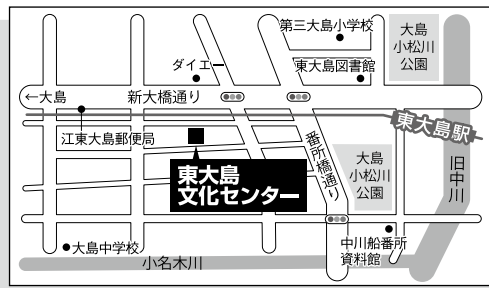 第三大島小学校
大島
小松川
公園
ダイエー
東大島図書館
←大島
新大橋通り
東大島駅
江東大島郵便局
番所橋通り
大島
小松川
公園
旧中川
東大島
文化センター
大島中学校
中川船番所
資料館
小名木川